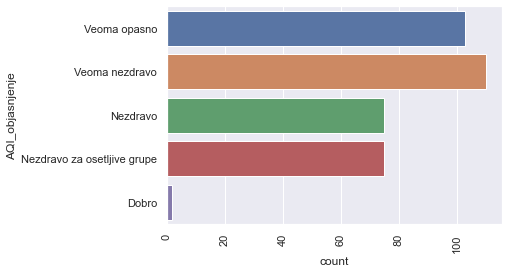 Veoma opasno
Veoma nezdravo
Nezdravo
Nezdravo za osetljive grupe
Dobro
AQI_objasnjenje
0
20
40
60
80
100
count